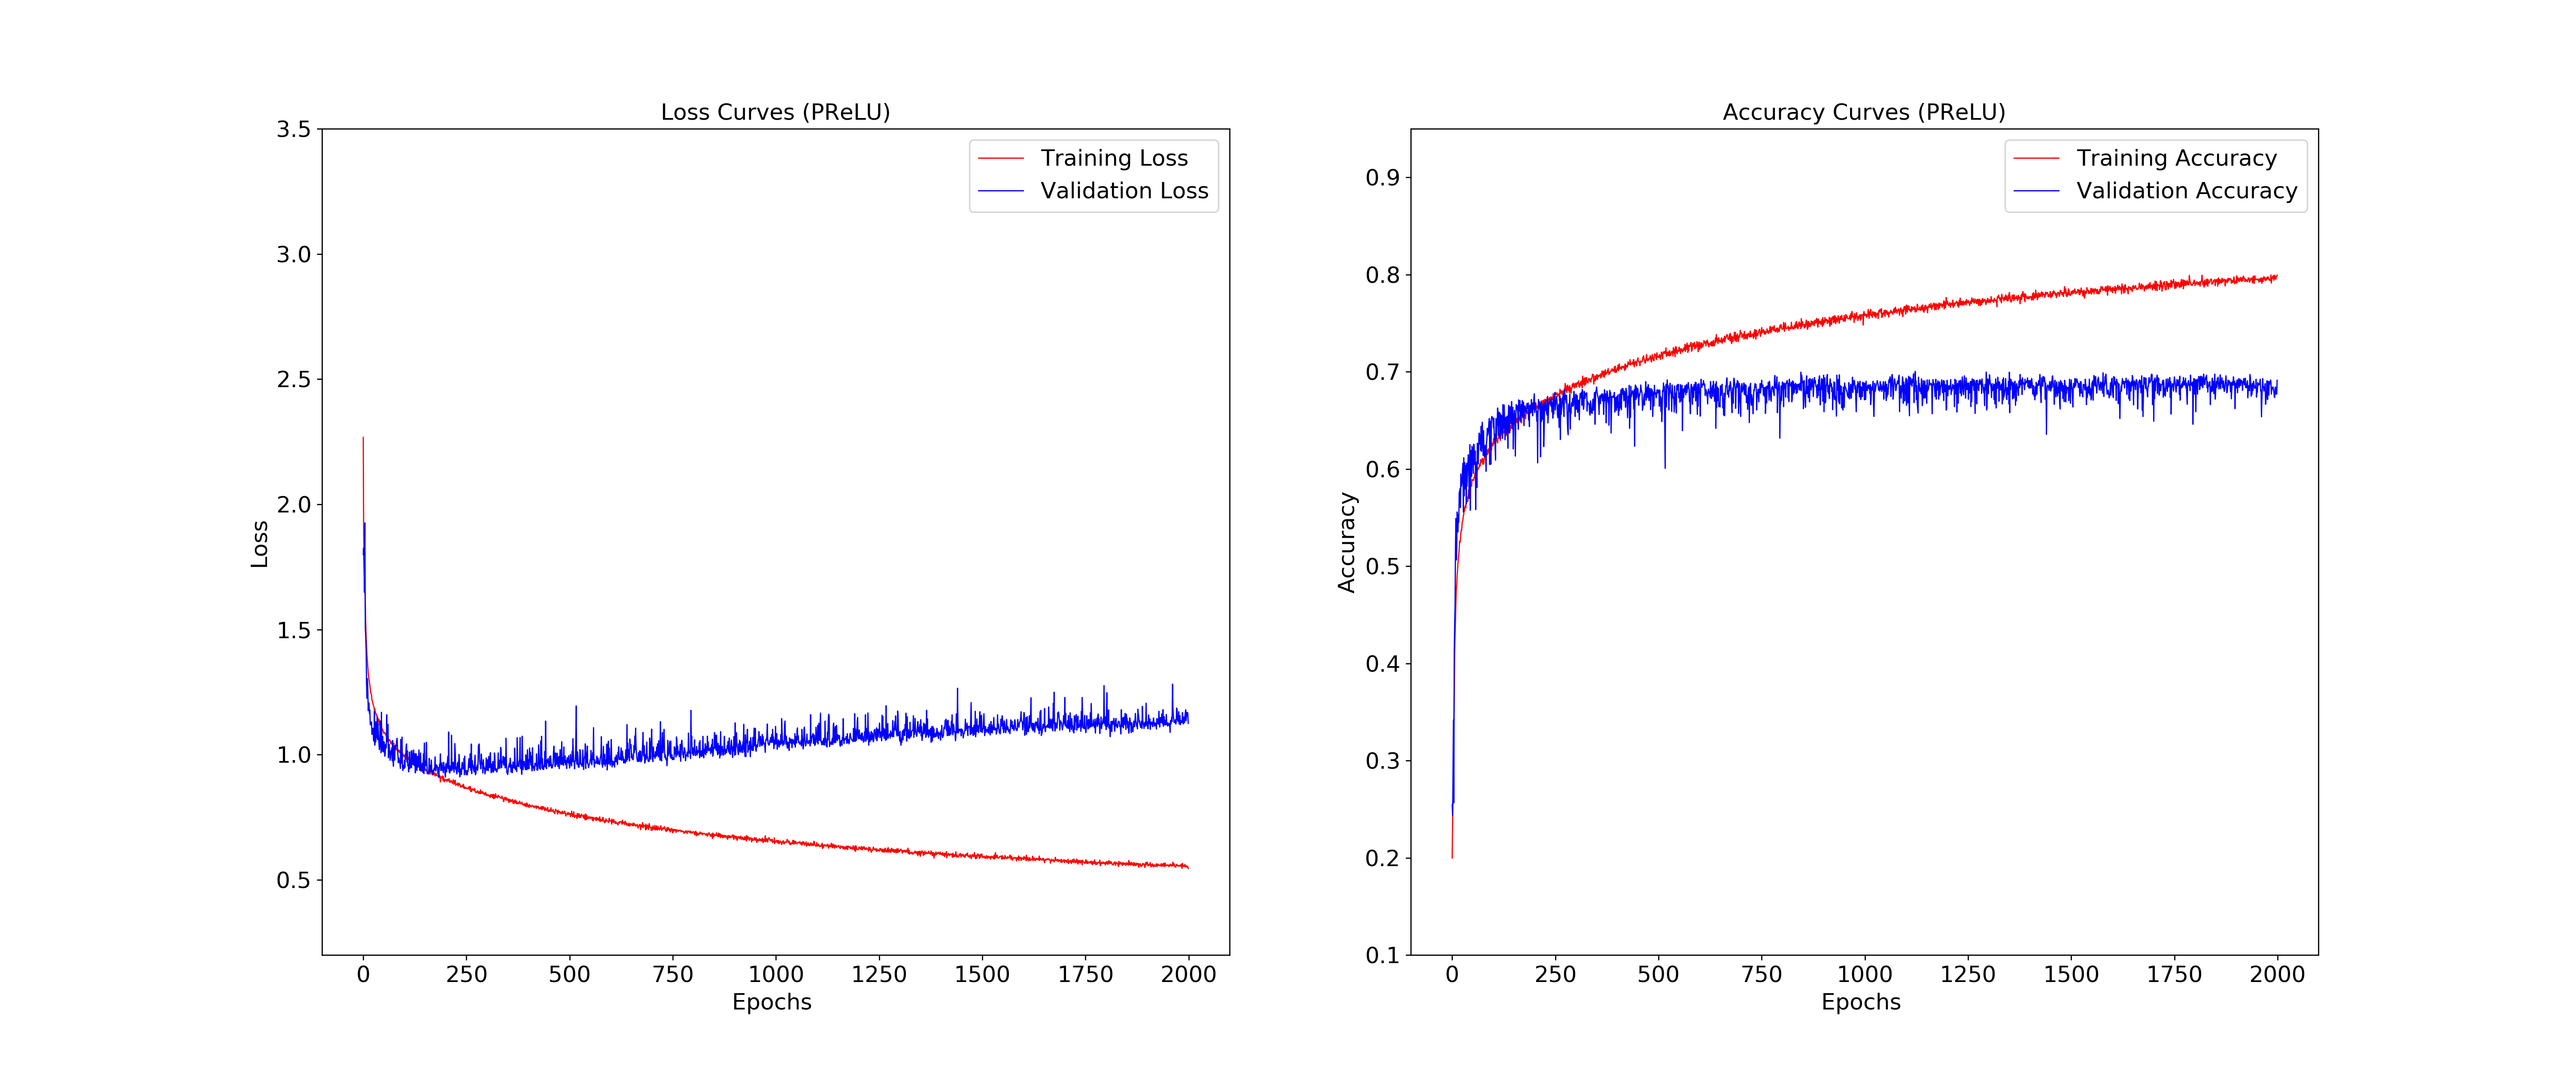 Loss Curves (PReLU)
3.5
3.0
2.5
2.0
1.5
1.0
0.5
Loss
Training Loss
Validation Loss
0 250 500 750 1000 1250 1500 1750 2000
Epochs
Accuracy Curves (PReLU)
0.9
0.8
0.7
0.6
0.5
0.4
0.3
0.2
0.1
Accuracy
Training Accuracy
Validation Accuracy
0 250 500 750 1000 1250 1500 1750 2000
Epochs